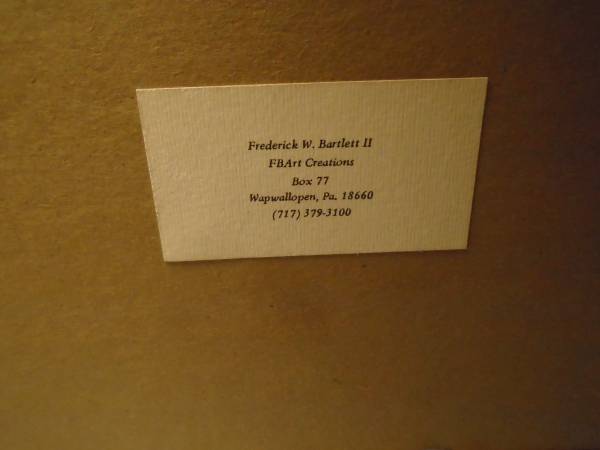 Frederick W. Bartlett II
FBArt Creations
Box 77
Wapwallopen, Pa. 18660
(717) 379-3100